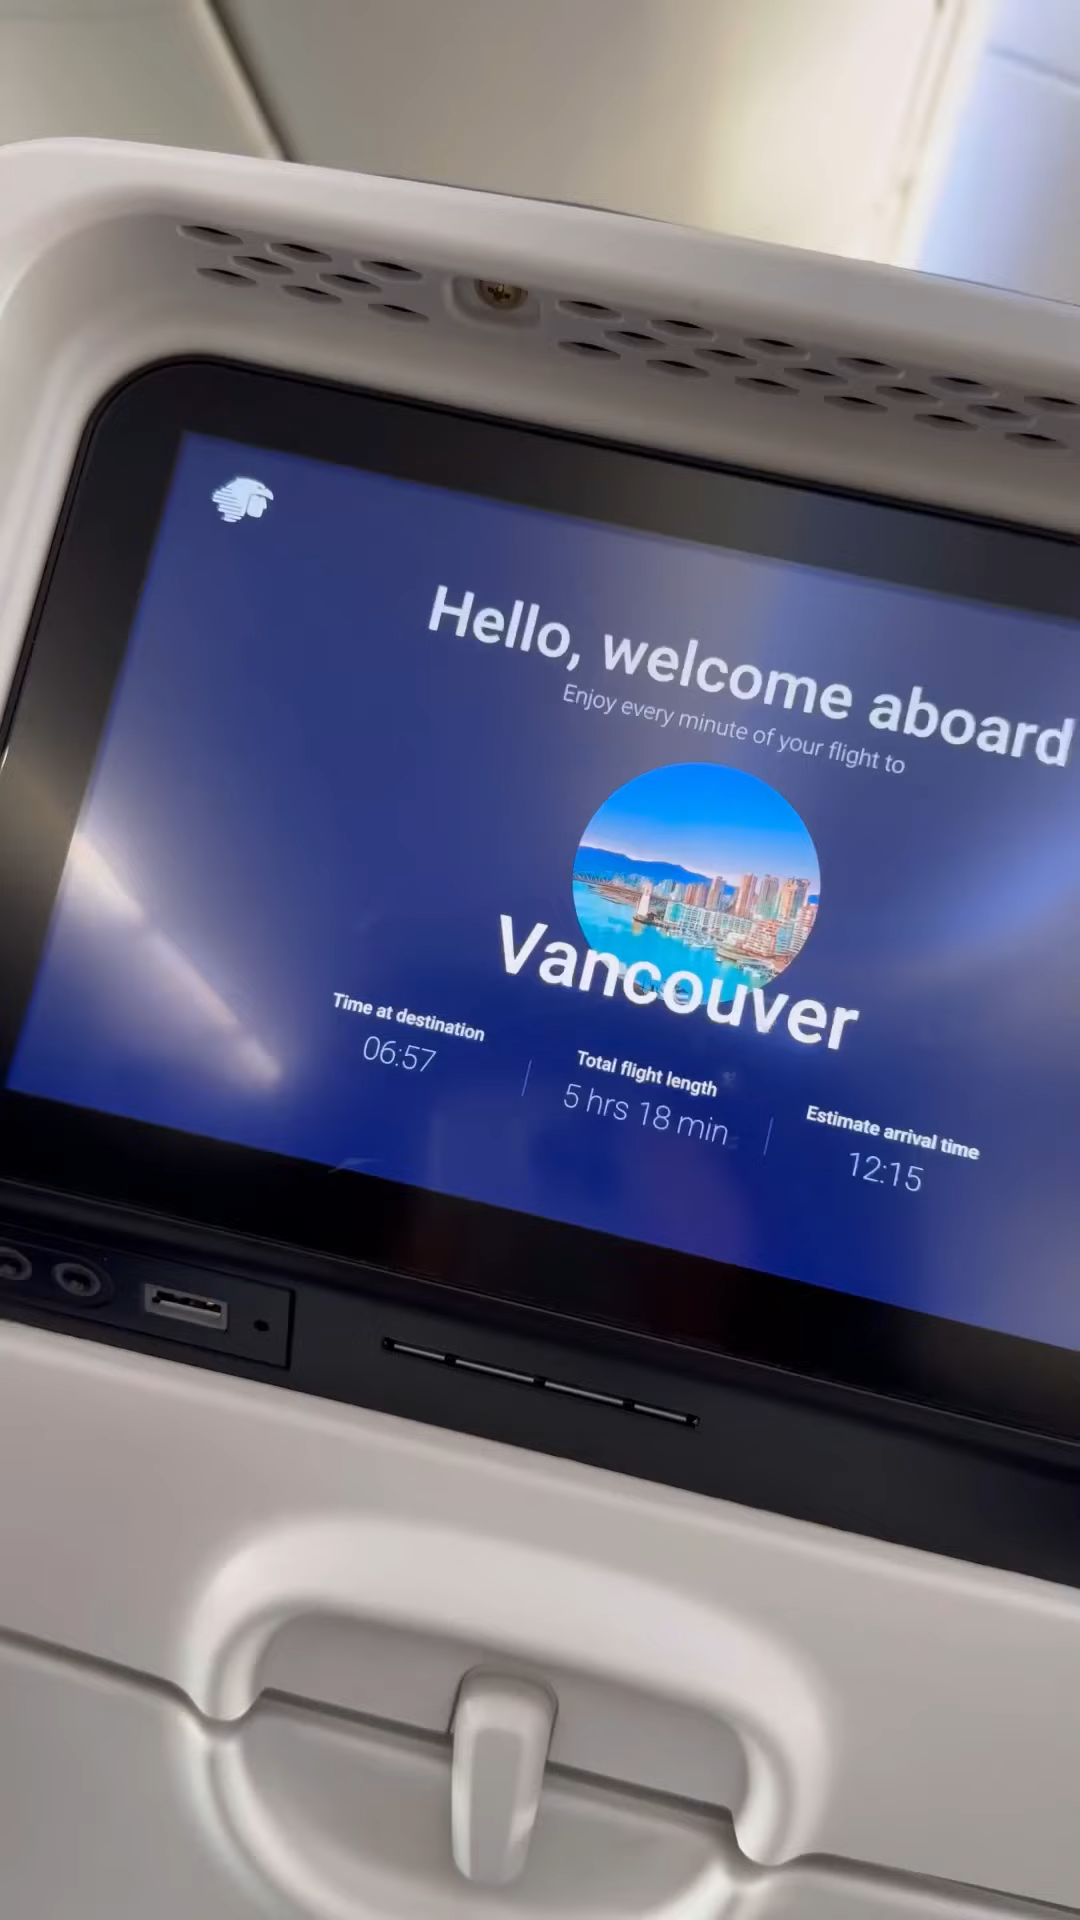 Hello, welcome aboard
Enjoy every minute of your flight to
Vancouver
Time at destination
06:57
Total flight length
5 hrs 18 min
Estimate arrival time
12:15